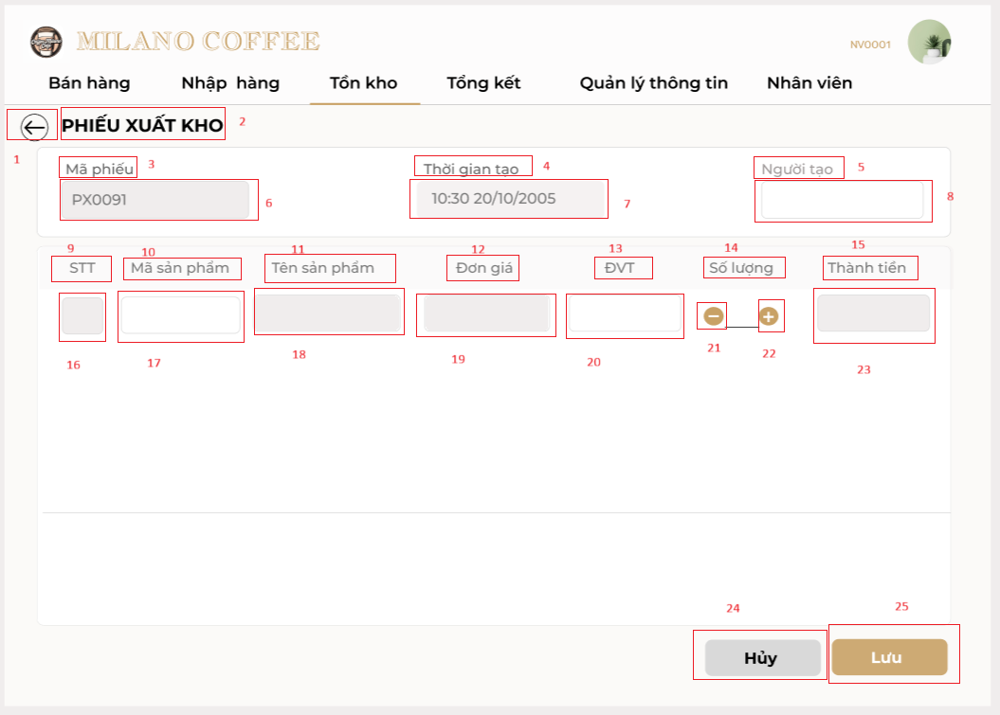 MILANO COFFEE
NV0001
Bán hàng Nhập hàng Tồn kho Tổng kết Quản lý thông tin Nhân viên
PHIẾU XUẤT KHO 2
1
Mã phiếu 3 Thời gian tạo 4 Người tạo 5
PX0091 6 10:30 20/10/2005 7 8
9 10 11 12 13 14 15
STT Mã sản phẩm Tên sản phẩm Đơn giá ĐVT Số lượng Thành tiền
16 17 18 19 20 21 22 23
24 25
Hủy Lưu